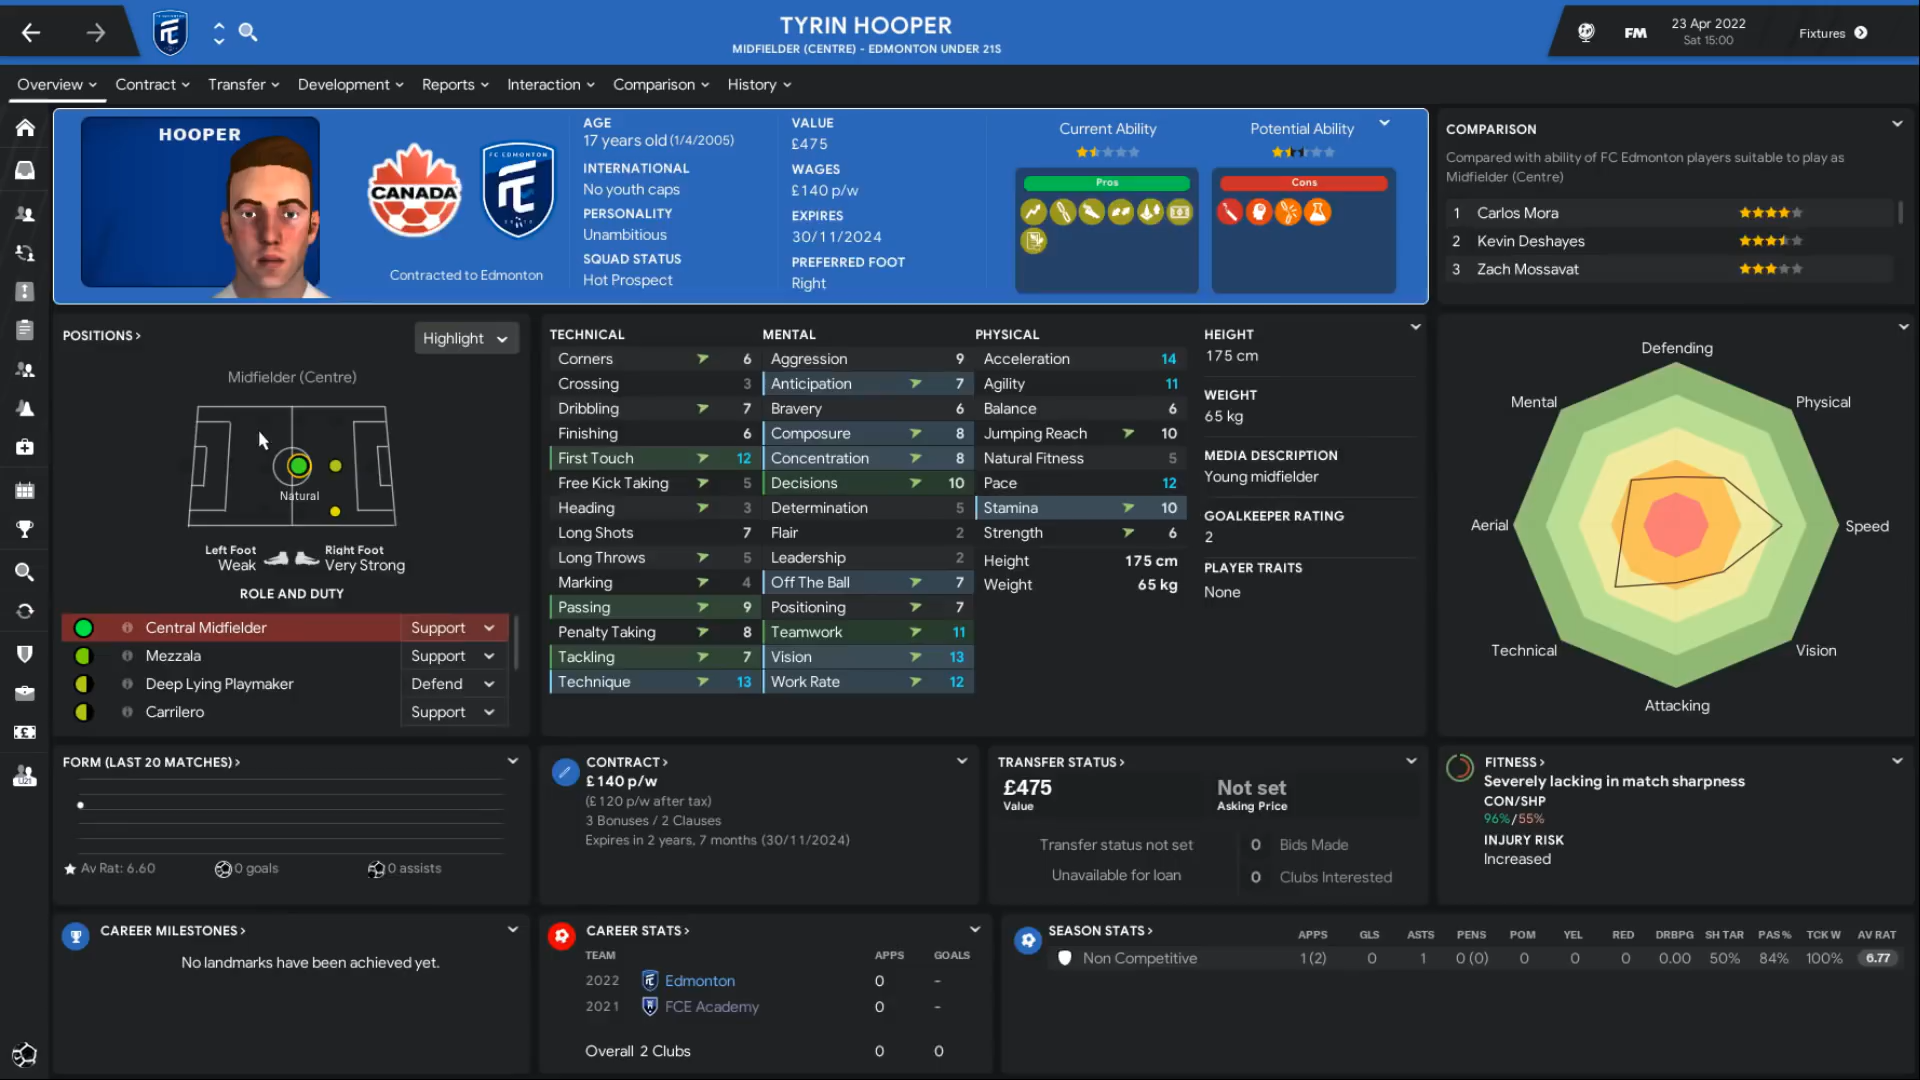 TYRIN HOOPER
MIDFIELDER (CENTRE) - EDMONTON UNDER 21S
FM
23 Apr 2022
Sat 15:00
Fixtures
Overview
Contract
Transfer
Development
Reports
Interaction
Comparison
History
HOOPER
CANADA
FC EDMONTON
Contracted to Edmonton
AGE
17 years old (1/4/2005)
INTERNATIONAL
No youth caps
PERSONALITY
Unambitious
SQUAD STATUS
Hot Prospect
VALUE
£475
WAGES
£140 p/w
EXPIRES
30/11/2024
PREFERRED FOOT
Right
Current Ability
Pros
Potential Ability
Cons
COMPARISON
Compared with ability of FC Edmonton players suitable to play as
Midfielder (Centre)
1 Carlos Mora
2 Kevin Deshayes
3 Zach Mossavat
POSITIONS>
Highlight
Midfielder (Centre)
Natural
Left Foot
Weak
Right Foot
Very Strong
ROLE AND DUTY
Central Midfielder Support
Mezzala Support
Deep Lying Playmaker Defend
Carrilero Support
TECHNICAL
Corners 6
Crossing 3
Dribbling 7
Finishing 6
First Touch 12
Free Kick Taking 5
Heading 3
Long Shots 7
Long Throws 5
Marking 4
Passing 9
Penalty Taking 8
Tackling 7
Technique 13
MENTAL
Aggression 9
Anticipation 7
Bravery 6
Composure 8
Concentration 8
Decisions 10
Determination 5
Flair 2
Leadership 2
Off The Ball 7
Positioning 7
Teamwork 11
Vision 13
Work Rate 12
PHYSICAL
Acceleration 14
Agility 11
Balance 6
Jumping Reach 10
Natural Fitness 5
Pace 12
Stamina 10
Strength 6
Height 175 cm
Weight 65 kg
HEIGHT
175 cm
WEIGHT
65 kg
MEDIA DESCRIPTION
Young midfielder
GOALKEEPER RATING
2
PLAYER TRAITS
None
Defending
Physical
Speed
Vision
Attacking
Technical
Aerial
Mental
FORM (LAST 20 MATCHES)>
Av Rat: 6.60
0 goals
0 assists
CONTRACT>
£140 p/w
(£120 p/w after tax)
3 Bonuses / 2 Clauses
Expires in 2 years, 7 months (30/11/2024)
TRANSFER STATUS>
£475
Value
Not set
Asking Price
Transfer status not set
Unavailable for loan
0 Bids Made
0 Clubs Interested
FITNESS>
Severely lacking in match sharpness
CON/SHP
96%/55%
INJURY RISK
Increased
CAREER MILESTONES>
No landmarks have been achieved yet.
CAREER STATS>
TEAM APPS GOALS
2022 Edmonton 0 -
2021 FCE Academy 0 -
Overall 2 Clubs 0 0
SEASON STATS> APPS GLS ASTS PENS POM YEL RED DRBPG SH TAR PAS% TCK W AV RAT
Non Competitive 1 (2) 0 1 0 (0) 0 0 0 0.00 50% 84% 100% 6.77